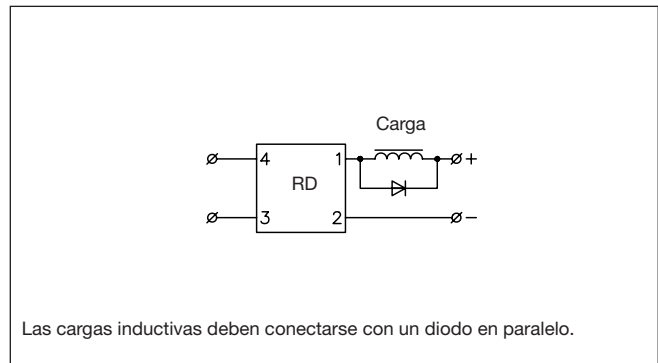 Carga
4 1 +
RD
3 2 −
Las cargas inductivas deben conectarse con un diodo en paralelo.